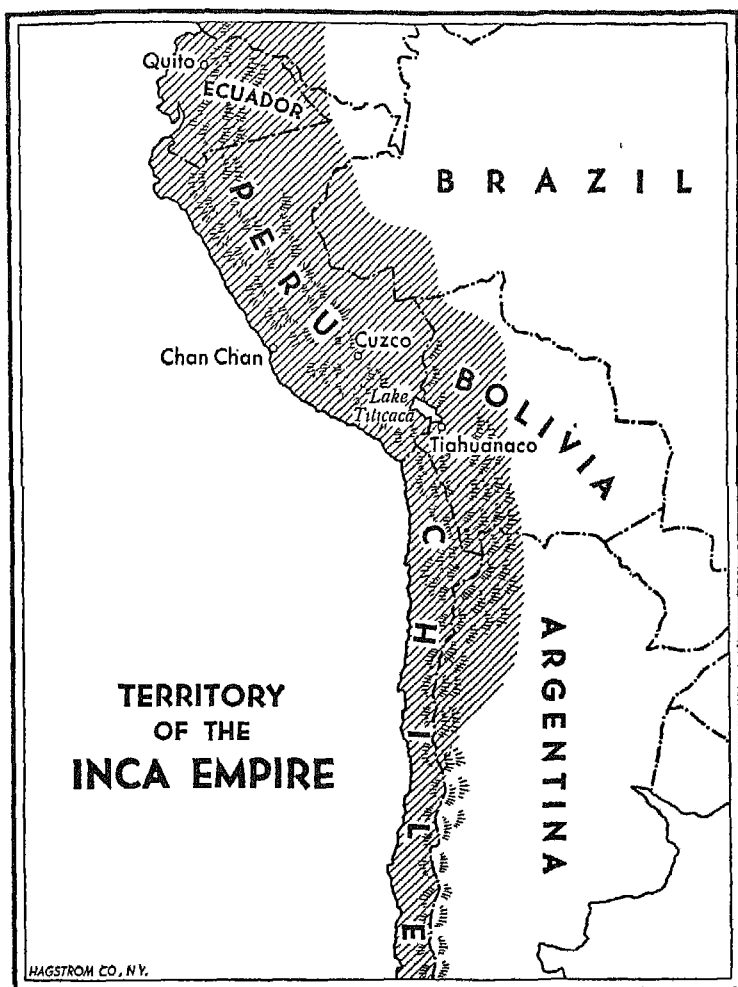 Quito
ECUADOR
BRAZIL
PERU
Chan Chan
Cuzco
Lake
Titicaca
BOLIVIA
Tiahuanaco
CHILE
ARGENTINA
TERRITORY
OF THE
INCA EMPIRE
HAGSTROM CO., N.Y.